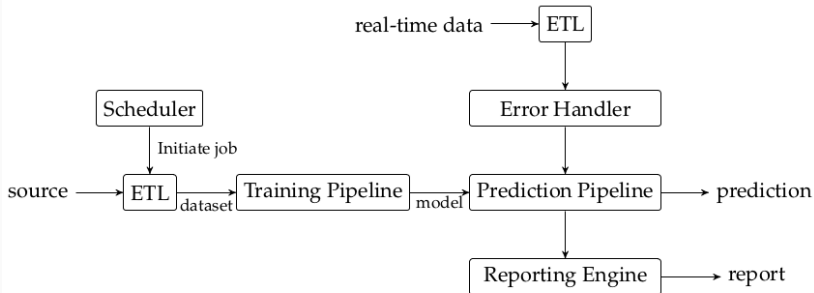 real-time data
ETL
Scheduler
Error Handler
Initiate job
source
ETL
dataset
Training Pipeline
model
Prediction Pipeline
prediction
Reporting Engine
report